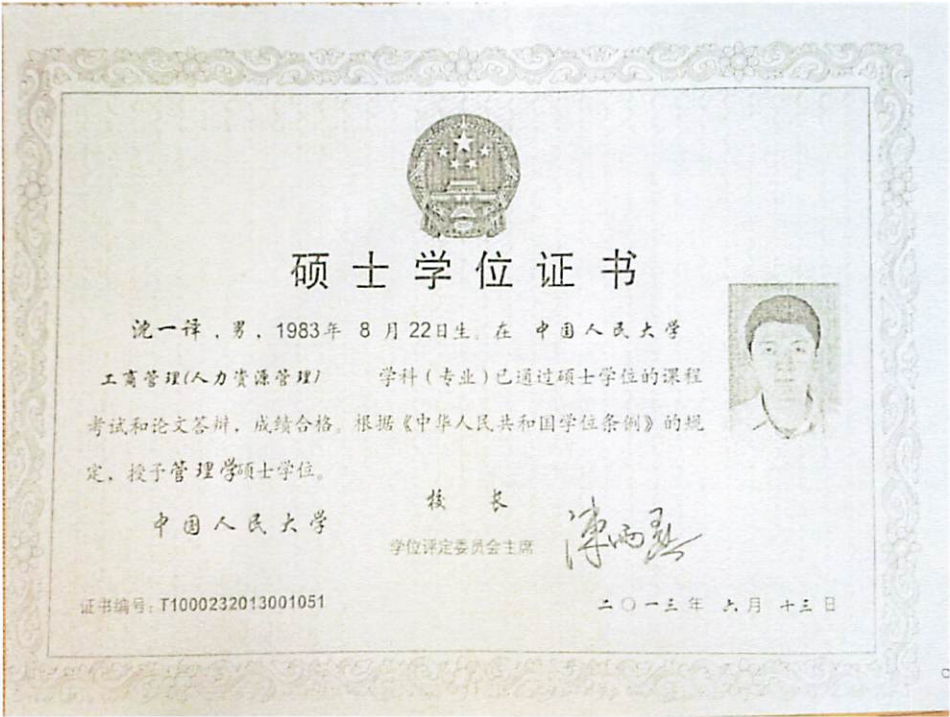 硕士学位证书
沈一译，男，1983年 8 月22日生。在 中国人民大学
工商管理(人力资源管理) 学科（专业）已通过硕士学位的课程
考试和论文答辩，成绩合格。根据《中华人民共和国学位条例》的规
定，授予管理学硕士学位。
中国人民大学
校 长
学位评定委员会主席
陈雨露
证书编号：T1000232013001051
二〇一三年 六月 十三日